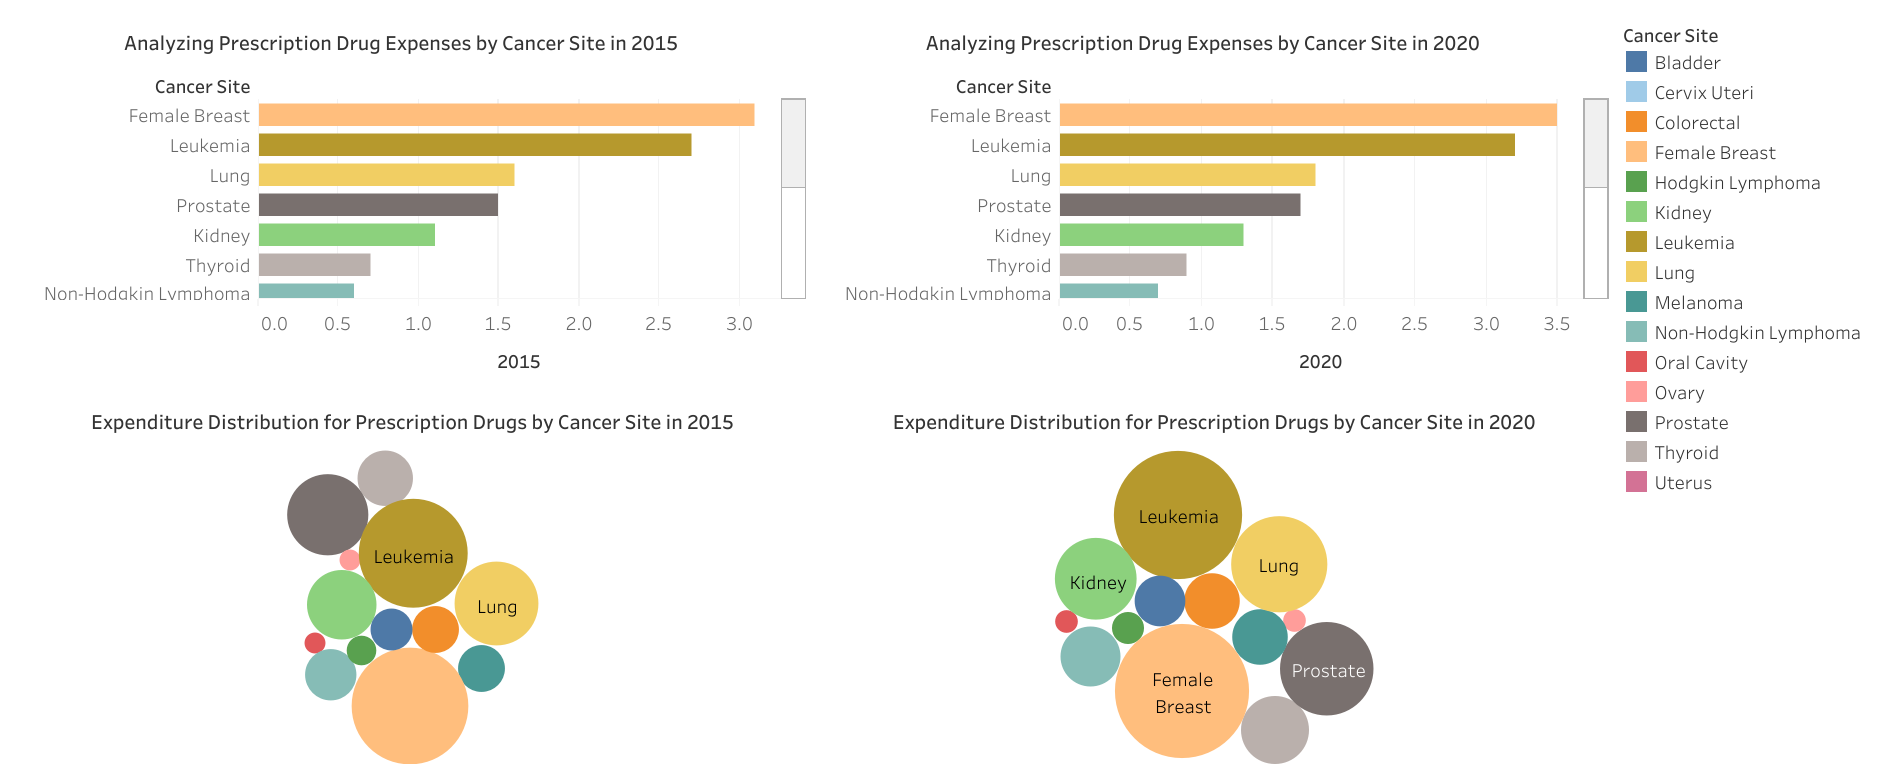 Analyzing Prescription Drug Expenses by Cancer Site in 2015
Cancer Site
Female Breast
Leukemia
Lung
Prostate
Kidney
Thyroid
Non-Hodgkin Lymphoma
0.0 0.5 1.0 1.5 2.0 2.5 3.0
2015
Analyzing Prescription Drug Expenses by Cancer Site in 2020
Cancer Site
Female Breast
Leukemia
Lung
Prostate
Kidney
Thyroid
Non-Hodgkin Lymphoma
0.0 0.5 1.0 1.5 2.0 2.5 3.0 3.5
2020
Cancer Site
Bladder
Cervix Uteri
Colorectal
Female Breast
Hodgkin Lymphoma
Kidney
Leukemia
Lung
Melanoma
Non-Hodgkin Lymphoma
Oral Cavity
Ovary
Prostate
Thyroid
Uterus
Expenditure Distribution for Prescription Drugs by Cancer Site in 2015
Leukemia
Lung
Expenditure Distribution for Prescription Drugs by Cancer Site in 2020
Leukemia
Lung
Kidney
Prostate
Female
Breast